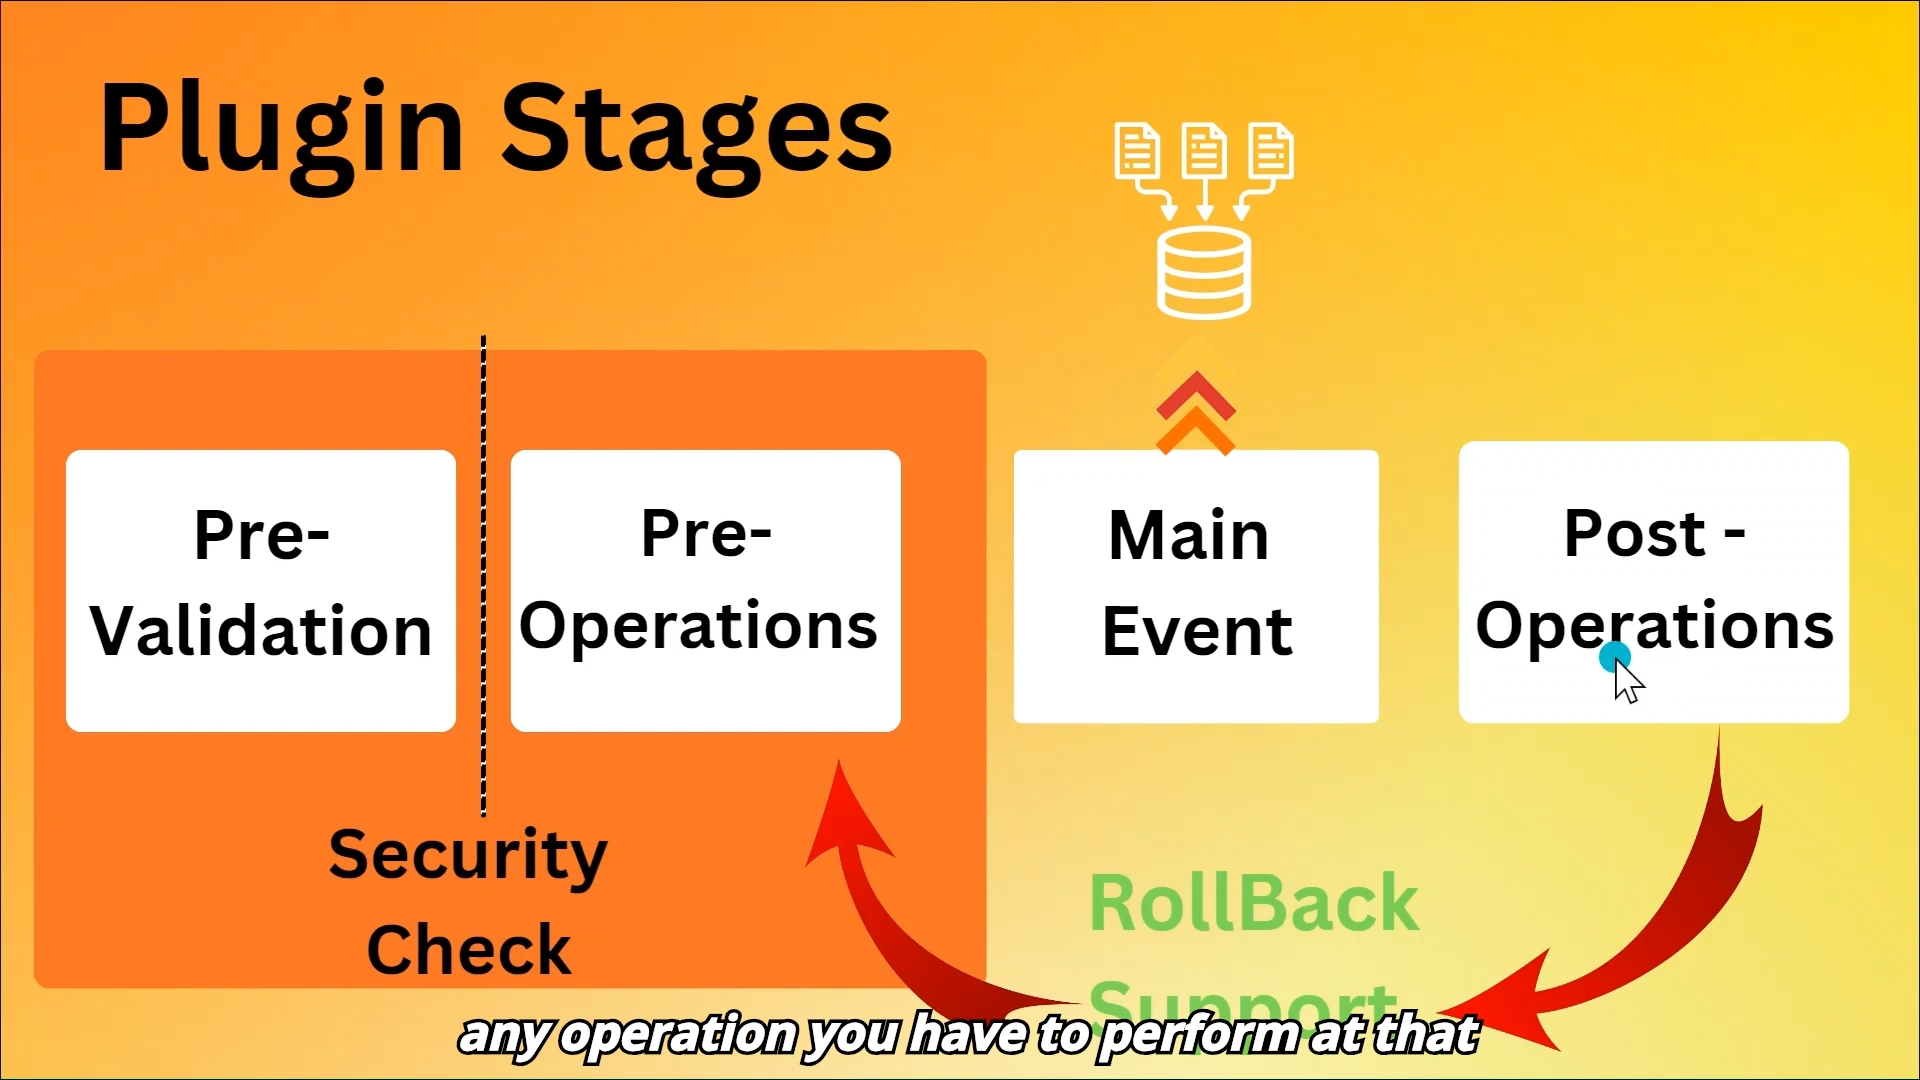 Plugin Stages
Pre-
Validation
Pre-
Operations
Main
Event
Post -
Operations
Security
Check
RollBack
Support
any operation you have to perform at that